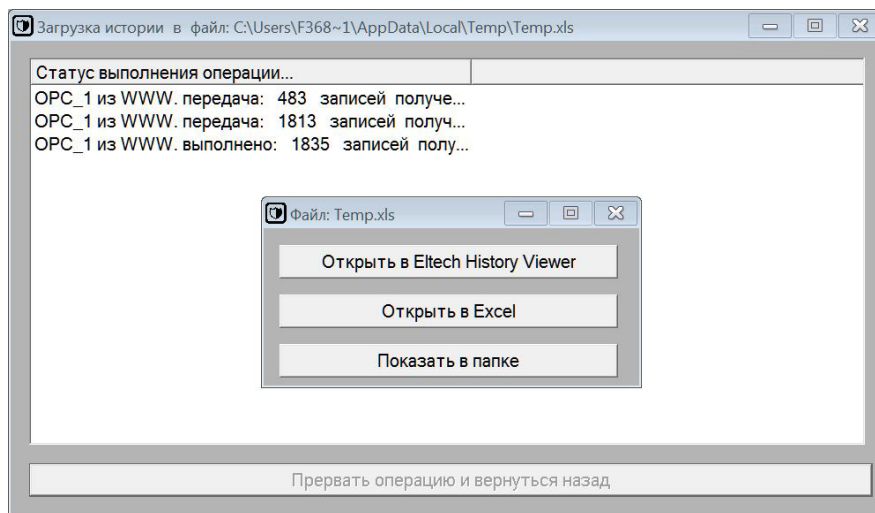 Загрузка истории в файл: C:\Users\F368~1\AppData\Local\Temp\Temp.xls
Статус выполнения операции...
OPC_1 из WWW. передача: 483 записей получе...
OPC_1 из WWW. передача: 1813 записей получ...
OPC_1 из WWW. выполнено: 1835 записей полу...
Файл: Temp.xls
Открыть в Eltech History Viewer
Открыть в Excel
Показать в папке
Прервать операцию и вернуться назад